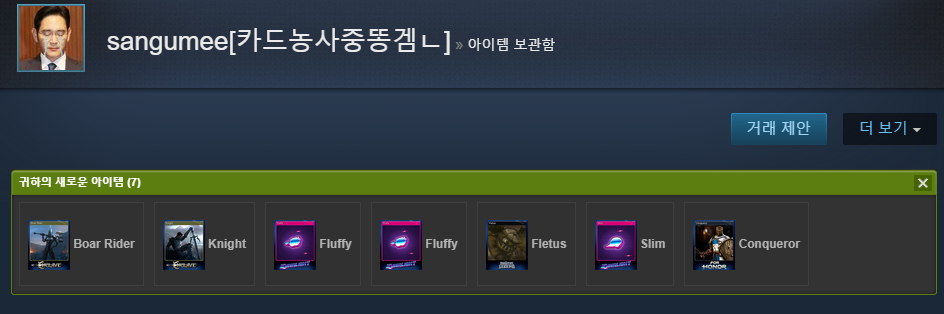 sangumee[카드농사중똥겜ㄴ] » 아이템 보관함
거래 제안
더 보기
귀하의 새로운 아이템 (7)
Boar Rider
Knight
Fluffy
Fluffy
Fletus
Slim
Conqueror
FOR HONOR